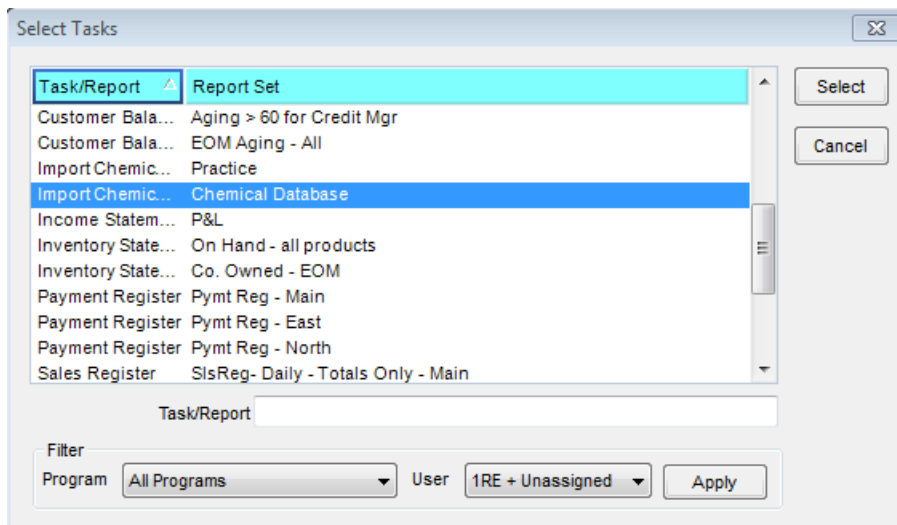 Select Tasks
Task/Report Report Set
Customer Bala... Aging > 60 for Credit Mgr
Customer Bala... EOM Aging - All
Import Chemic... Practice
Import Chemic... Chemical Database
Income Statem... P&L
Inventory State... On Hand - all products
Inventory State... Co. Owned - EOM
Payment Register Pymt Reg - Main
Payment Register Pymt Reg - East
Payment Register Pymt Reg - North
Sales Register SlsReg- Daily - Totals Only - Main
Select
Cancel
Task/Report
Filter
Program All Programs User 1RE + Unassigned Apply